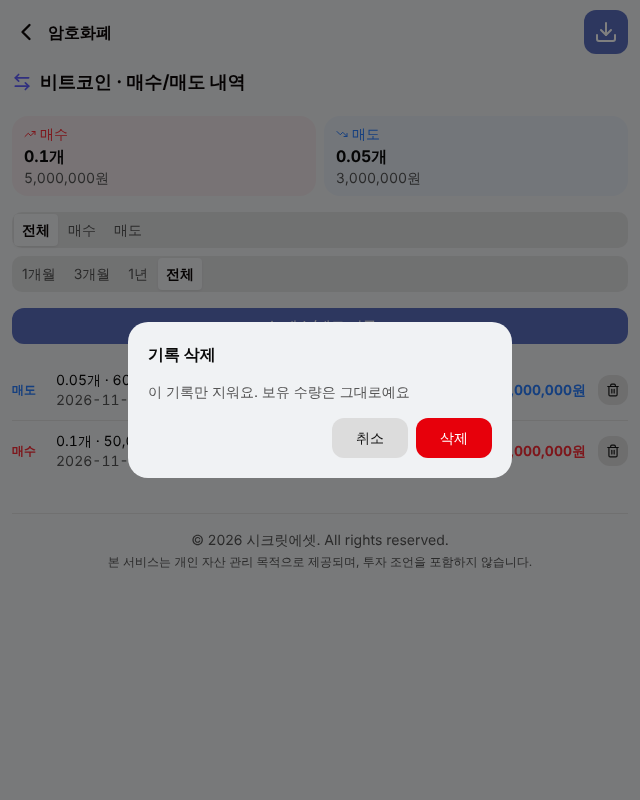 암호화폐
비트코인 · 매수/매도 내역
매수
0.1개
5,000,000원
매도
0.05개
3,000,000원
전체 매수 매도
1개월 3개월 1년 전체
기록 삭제
이 기록만 지워요. 보유 수량은 그대로예요
취소 삭제
매도
0.05개 · 60
,000,000원
2026-11-
매수
0.1개 · 50,0
,000,000원
2026-11-
© 2026 시크릿에셋. All rights reserved.
본 서비스는 개인 자산 관리 목적으로 제공되며, 투자 조언을 포함하지 않습니다.